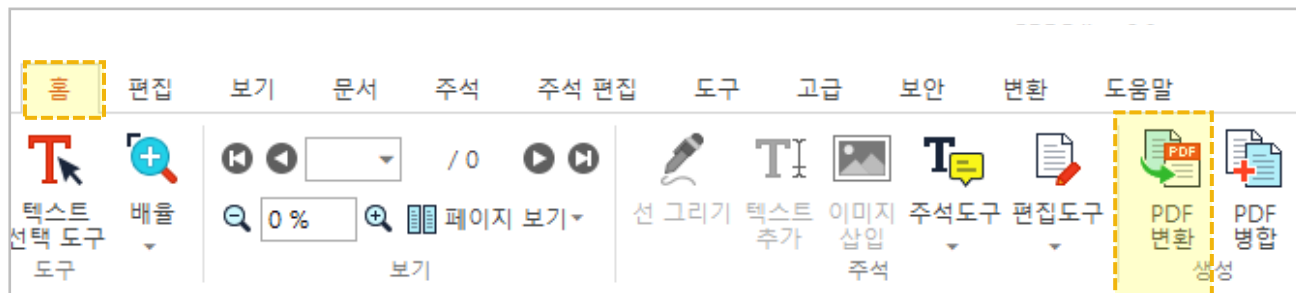 홈 편집 보기 문서 주석 주석 편집 도구 고급 보안 변환 도움말
/ 0
PDF
텍스트 선택 도구
배율
0 %
페이지 보기
선 그리기
텍스트 추가
이미지 삽입
주석도구
편집도구
PDF 변환
PDF 병합
도구 보기 주석 생성